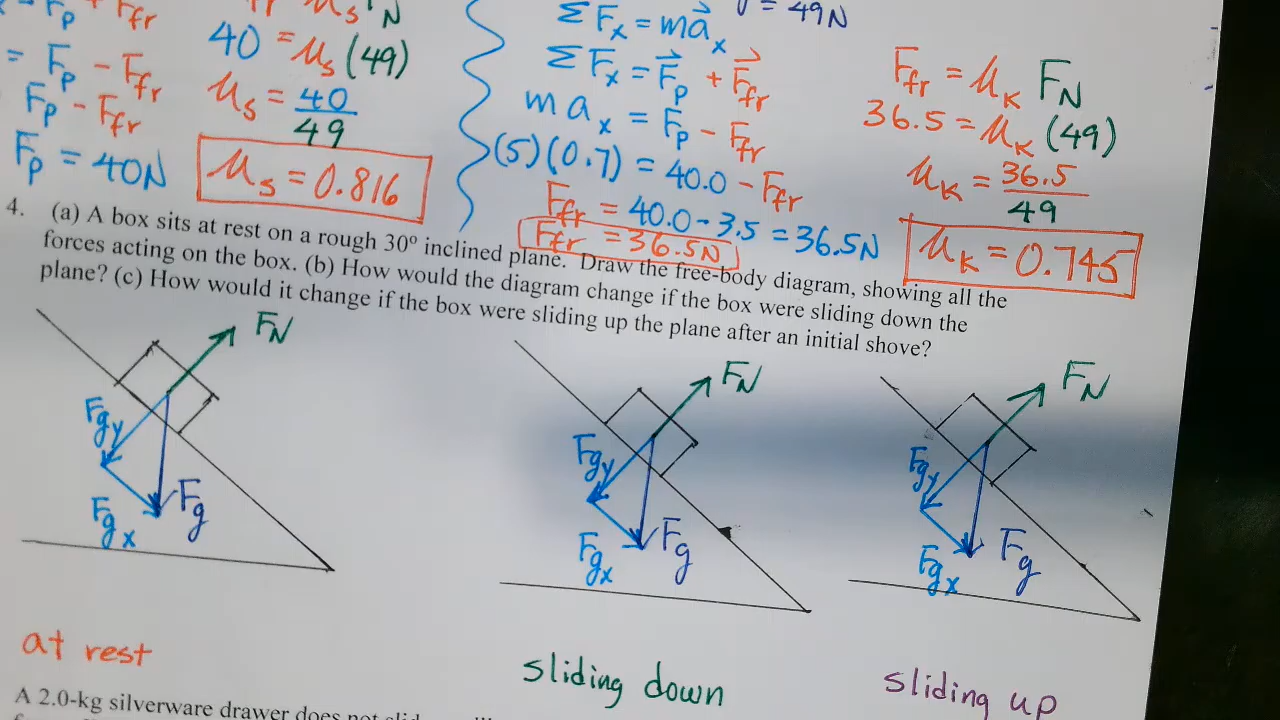 + Ffr
= Fp - Ffr
Fp - Ffr
Fp = 40N
μs FN
40 = μs (49)
μs = 40/49
μs = 0.816
ΣFx = max
ΣFx = Fp + Ffr
max = Fp - Ffr
(5)(0.7) = 40.0 - Ffr
Ffr = 40.0 - 3.5 = 36.5N
Ffr = 36.5N
= 49N
Ffr = μK FN
36.5 = μK (49)
μK = 36.5/49
μK = 0.745
4. (a) A box sits at rest on a rough 30° inclined plane. Draw the free-body diagram, showing all the
forces acting on the box. (b) How would the diagram change if the box were sliding down the
plane? (c) How would it change if the box were sliding up the plane after an initial shove?
FN
Fgy
Fg
Fgx
at rest
FN
Fgy
Fg
Fgx
sliding down
FN
Fgy
Fg
Fgx
sliding up
A 2.0-kg silverware drawer does not